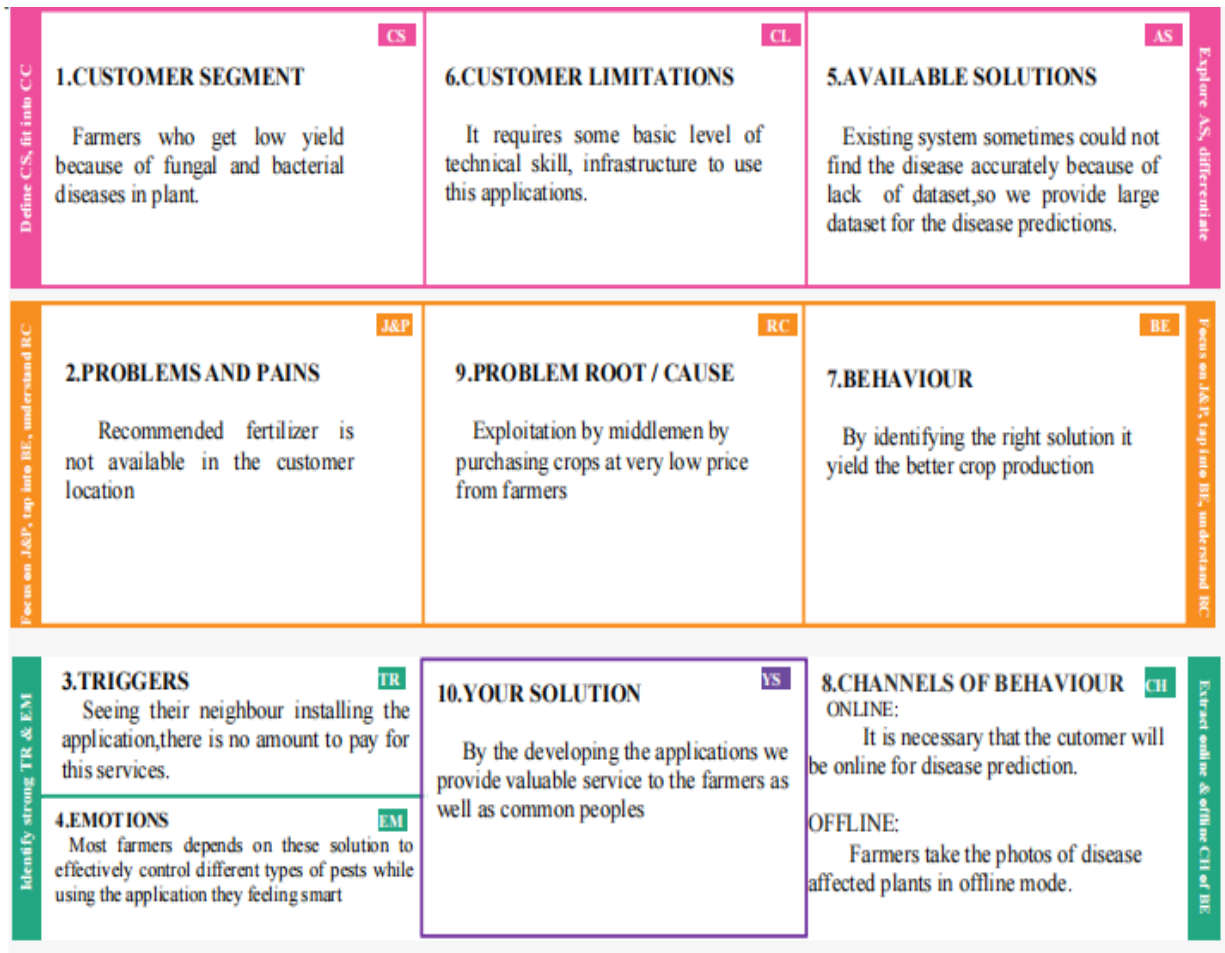 Define CS, fit into CC
CS
1.CUSTOMER SEGMENT
Farmers who get low yield
because of fungal and bacterial
diseases in plant.
CL
6.CUSTOMER LIMITATIONS
It requires some basic level of
technical skill, infrastructure to use
this applications.
AS
5.AVAILABLE SOLUTIONS
Existing system sometimes could not
find the disease accurately because of
lack of dataset,so we provide large
dataset for the disease predictions.
Explore AS, differentiate
Focus on J&P, tap into BE, understand RC
J&P
2.PROBLEMS AND PAINS
Recommended fertilizer is
not available in the customer
location
RC
9.PROBLEM ROOT / CAUSE
Exploitation by middlemen by
purchasing crops at very low price
from farmers
BE
7.BEHAVIOUR
By identifying the right solution it
yield the better crop production
Focus on J&P, tap into BE, understand RC
Identify strong TR & EM
3.TRIGGERS
TR
Seeing their neighbour installing the
application,there is no amount to pay for
this services.
4.EMOTIONS
EM
Most farmers depends on these solution to
effectively control different types of pests while
using the application they feeling smart
YS
10.YOUR SOLUTION
By the developing the applications we
provide valuable service to the farmers as
well as common peoples
8.CHANNELS OF BEHAVIOUR
CH
ONLINE:
It is necessary that the cutomer will
be online for disease prediction.
OFFLINE:
Farmers take the photos of disease
affected plants in offline mode.
Extract online & offline CH of BE